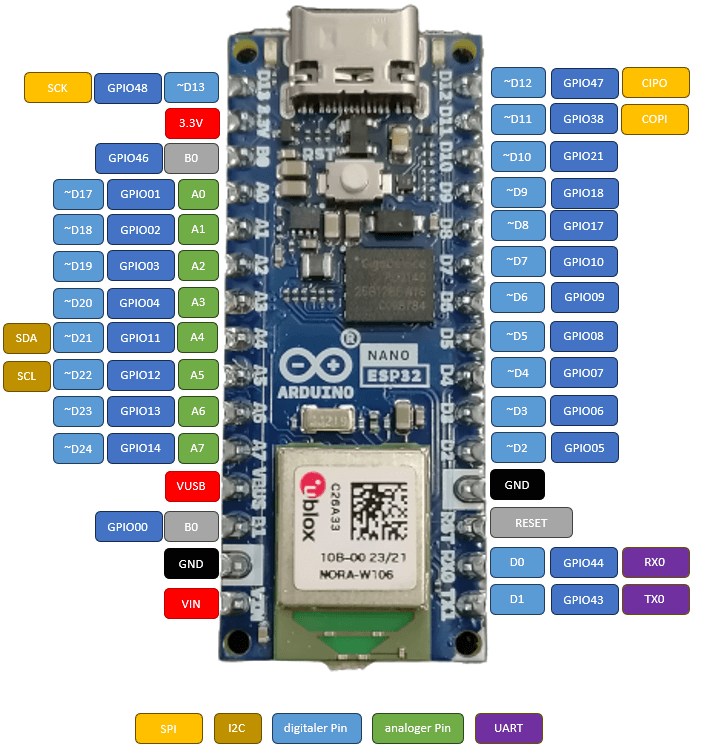 SCK GPIO48 ~D13
3.3V
GPIO46 B0
~D17 GPIO01 A0
~D18 GPIO02 A1
~D19 GPIO03 A2
~D20 GPIO04 A3
SDA ~D21 GPIO11 A4
SCL ~D22 GPIO12 A5
~D23 GPIO13 A6
~D24 GPIO14 A7
VUSB
GPIO00 B0
GND
VIN
D13
3.3V
B0
A0
A1
A2
A3
A4
A5
A6
A7
VBUS
B1
VIN
RST
NANO
ESP32
®
ARDUINO
ublox
C26A33
10B-00 23/21
NORA-W106
D12
D11
D10
D9
D8
D7
D6
D5
D4
D3
D2
RST
RX0
TX1
~D12 GPIO47 CIPO
~D11 GPIO38 COPI
~D10 GPIO21
~D9 GPIO18
~D8 GPIO17
~D7 GPIO10
~D6 GPIO09
~D5 GPIO08
~D4 GPIO07
~D3 GPIO06
~D2 GPIO05
GND
RESET
D0 GPIO44 RX0
D1 GPIO43 TX0
SPI I2C digitaler Pin analoger Pin UART